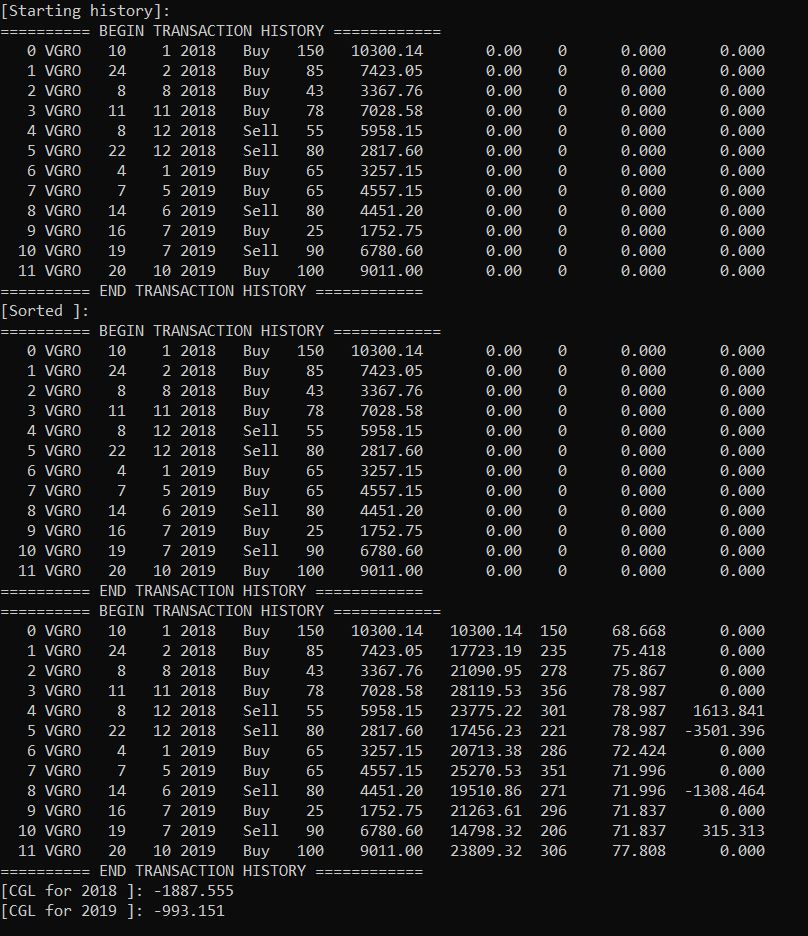 [Starting history]:
========== BEGIN TRANSACTION HISTORY ============
   0 VGRO   10    1 2018   Buy   150   10300.14       0.00    0      0.000      0.000
   1 VGRO   24    2 2018   Buy    85    7423.05       0.00    0      0.000      0.000
   2 VGRO    8    8 2018   Buy    43    3367.76       0.00    0      0.000      0.000
   3 VGRO   11   11 2018   Buy    78    7028.58       0.00    0      0.000      0.000
   4 VGRO    8   12 2018   Sell   55    5958.15       0.00    0      0.000      0.000
   5 VGRO   22   12 2018   Sell   80    2817.60       0.00    0      0.000      0.000
   6 VGRO    4    1 2019   Buy    65    3257.15       0.00    0      0.000      0.000
   7 VGRO    7    5 2019   Buy    65    4557.15       0.00    0      0.000      0.000
   8 VGRO   14    6 2019   Sell   80    4451.20       0.00    0      0.000      0.000
   9 VGRO   16    7 2019   Buy    25    1752.75       0.00    0      0.000      0.000
  10 VGRO   19    7 2019   Sell   90    6780.60       0.00    0      0.000      0.000
  11 VGRO   20   10 2019   Buy   100    9011.00       0.00    0      0.000      0.000
========== END TRANSACTION HISTORY ============
[Sorted ]:
========== BEGIN TRANSACTION HISTORY ============
   0 VGRO   10    1 2018   Buy   150   10300.14       0.00    0      0.000      0.000
   1 VGRO   24    2 2018   Buy    85    7423.05       0.00    0      0.000      0.000
   2 VGRO    8    8 2018   Buy    43    3367.76       0.00    0      0.000      0.000
   3 VGRO   11   11 2018   Buy    78    7028.58       0.00    0      0.000      0.000
   4 VGRO    8   12 2018   Sell   55    5958.15       0.00    0      0.000      0.000
   5 VGRO   22   12 2018   Sell   80    2817.60       0.00    0      0.000      0.000
   6 VGRO    4    1 2019   Buy    65    3257.15       0.00    0      0.000      0.000
   7 VGRO    7    5 2019   Buy    65    4557.15       0.00    0      0.000      0.000
   8 VGRO   14    6 2019   Sell   80    4451.20       0.00    0      0.000      0.000
   9 VGRO   16    7 2019   Buy    25    1752.75       0.00    0      0.000      0.000
  10 VGRO   19    7 2019   Sell   90    6780.60       0.00    0      0.000      0.000
  11 VGRO   20   10 2019   Buy   100    9011.00       0.00    0      0.000      0.000
========== END TRANSACTION HISTORY ============
========== BEGIN TRANSACTION HISTORY ============
   0 VGRO   10    1 2018   Buy   150   10300.14   10300.14  150     68.668      0.000
   1 VGRO   24    2 2018   Buy    85    7423.05   17723.19  235     75.418      0.000
   2 VGRO    8    8 2018   Buy    43    3367.76   21090.95  278     75.867      0.000
   3 VGRO   11   11 2018   Buy    78    7028.58   28119.53  356     78.987      0.000
   4 VGRO    8   12 2018   Sell   55    5958.15   23775.22  301     78.987   1613.841
   5 VGRO   22   12 2018   Sell   80    2817.60   17456.23  221     78.987  -3501.396
   6 VGRO    4    1 2019   Buy    65    3257.15   20713.38  286     72.424      0.000
   7 VGRO    7    5 2019   Buy    65    4557.15   25270.53  351     71.996      0.000
   8 VGRO   14    6 2019   Sell   80    4451.20   19510.86  271     71.996  -1308.464
   9 VGRO   16    7 2019   Buy    25    1752.75   21263.61  296     71.837      0.000
  10 VGRO   19    7 2019   Sell   90    6780.60   14798.32  206     71.837    315.313
  11 VGRO   20   10 2019   Buy   100    9011.00   23809.32  306     77.808      0.000
========== END TRANSACTION HISTORY ============
[CGL for 2018 ]: -1887.555
[CGL for 2019 ]: -993.151